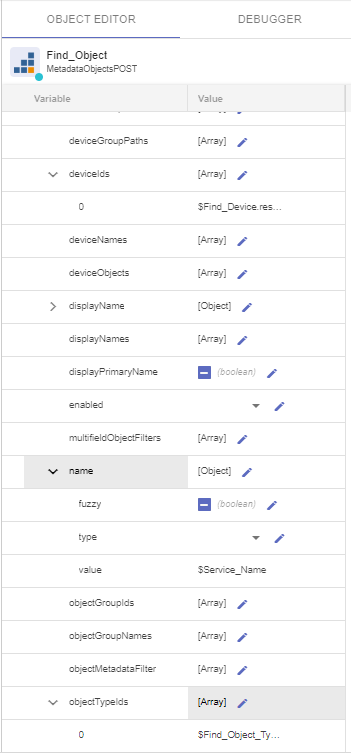 OBJECT EDITOR
DEBUGGER
Find_Object
MetadataObjectsPOST
Variable Value
deviceGroupPaths [Array]
deviceIds [Array]
0 $Find_Device.res...
deviceNames [Array]
deviceObjects [Array]
displayName [Object]
displayNames [Array]
displayPrimaryName (boolean)
enabled
multifieldObjectFilters [Array]
name [Object]
fuzzy (boolean)
type
value $Service_Name
objectGroupIds [Array]
objectGroupNames [Array]
objectMetadataFilter [Array]
objectTypeIds [Array]
0 $Find_Object_Ty...